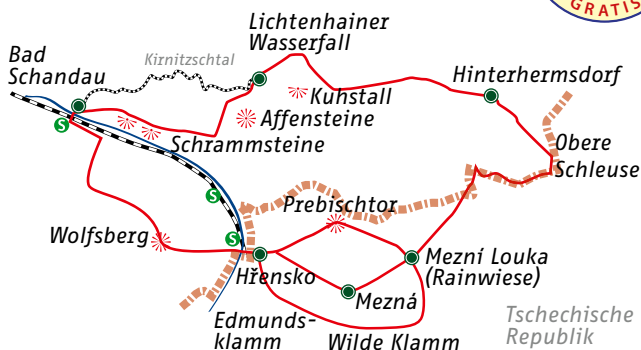 GRATIS
Lichtenhainer
Wasserfall
Bad
Schandau
Kirnitzschtal
Hinterhermsdorf
Kuhstall
Affensteine
Schrammsteine
S
Obere
Schleuse
S
Prebischtor
Wolfsberg
S
Hřensko
Mezní Louka
(Rainwiese)
Mezná
Edmunds-
klamm
Wilde Klamm
Tschechische
Republik